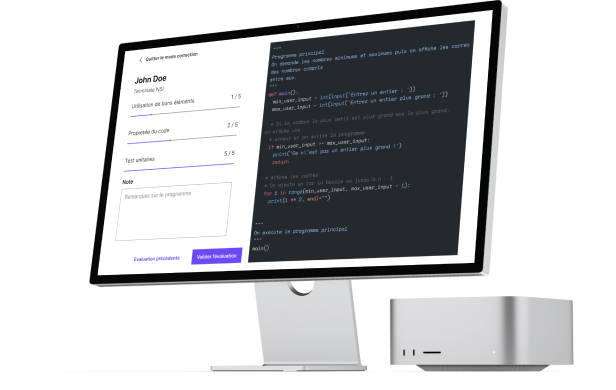 Quitter le mode correction
John Doe
Terminale NSI
Utilisation de bons éléments 1 / 5
Propreté du code 2 / 5
Test unitaires 5 / 5
Note
Remarques sur le programme
Évaluation précédente
Valider l'évaluation
"""
Programme principal
On demande les nombres minimums et maximums puis on affiche les carrés
des nombres compris
entre eux.
"""
def main():
min_user_input = int(input('Entrez un entier : '))
max_user_input = int(input('Entrez un entier plus grand : '))
# Si le nombre le plus petit est plus grand que le plus grand,
on affiche une
# erreur et on quitte le programme
if min_user_input >= max_user_input:
print('Ce n\'est pas un entier plus grand !')
return
# Affiche les carrés
# On ajoute un car la boucle va jusqu'à n - 1
for i in range(min_user_input, max_user_input + 1):
print(i ** 2, end=" ")
"""
On exécute le programme principal
"""
main()